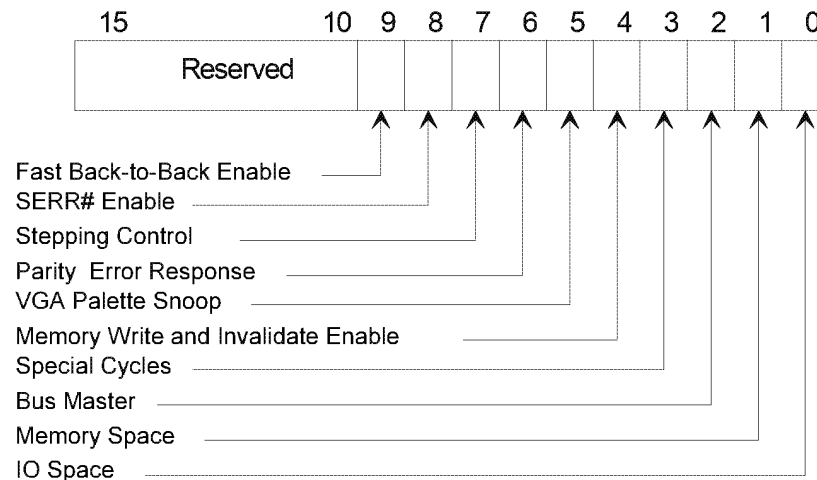 15 10 9 8 7 6 5 4 3 2 1 0
Reserved
Fast Back-to-Back Enable
SERR# Enable
Stepping Control
Parity Error Response
VGA Palette Snoop
Memory Write and Invalidate Enable
Special Cycles
Bus Master
Memory Space
IO Space